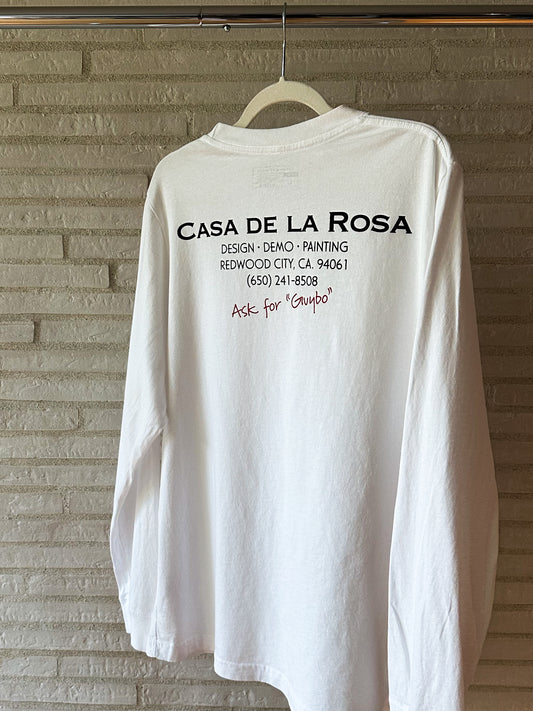 CASA DE LA ROSA
DESIGN · DEMO · PAINTING
REDWOOD CITY, CA. 94061
(650) 241-8508
Ask for "Guybo"